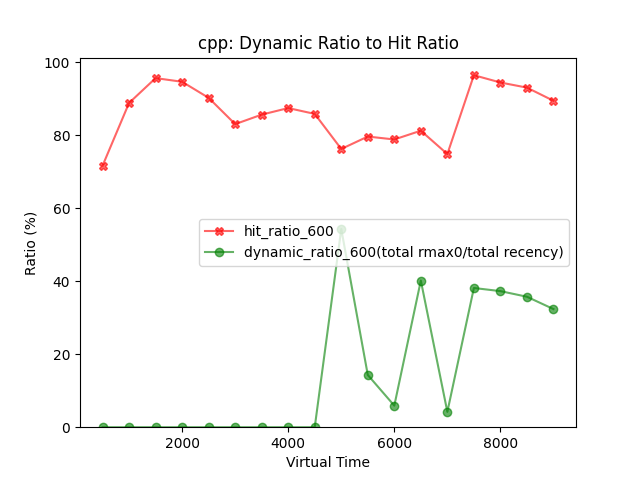 cpp: Dynamic Ratio to Hit Ratio
100
80
60
40
20
0
Ratio (%)
hit_ratio_600
dynamic_ratio_600(total rmax0/total recency)
2000 4000 6000 8000
Virtual Time